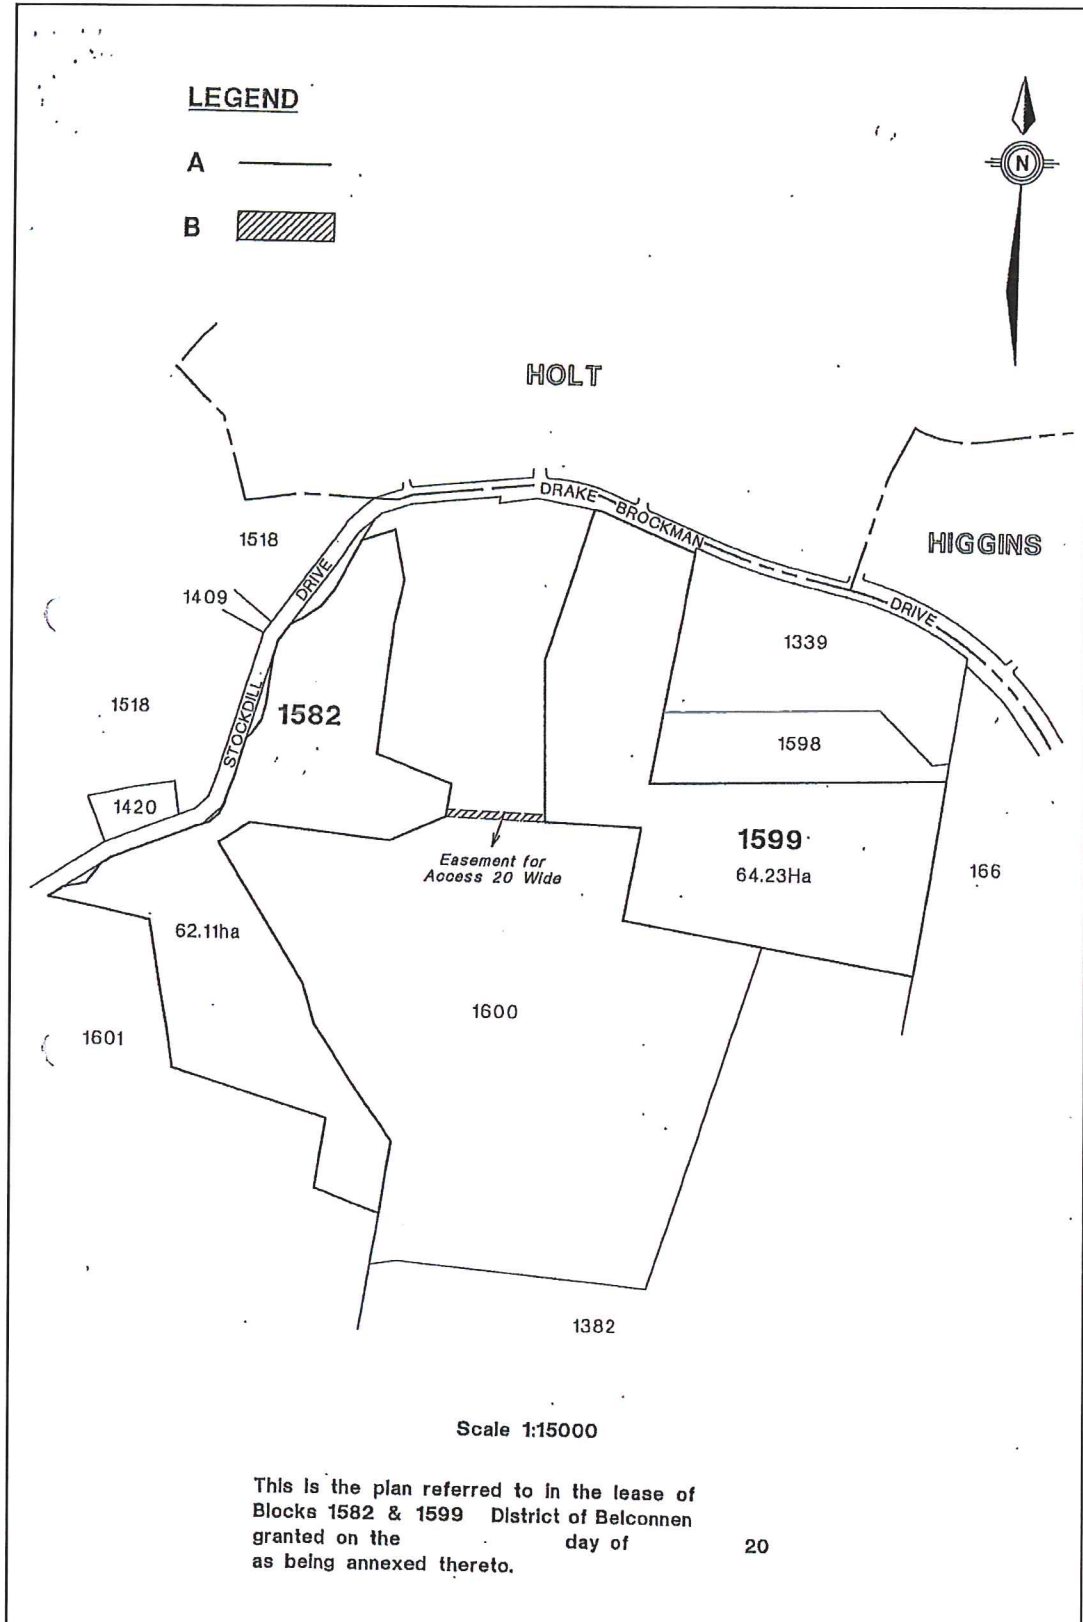 LEGEND
A
B
N
HOLT
HIGGINS
DRAKE BROCKMAN DRIVE
STOCKDILL DRIVE
1518
1409
1339
1518
1582
1598
1420
1599
64.23Ha
166
Easement for
Access 20 Wide
62.11ha
1600
1601
1382
Scale 1:15000
This is the plan referred to in the lease of
Blocks 1582 & 1599 District of Belconnen
granted on the day of 20
as being annexed thereto.